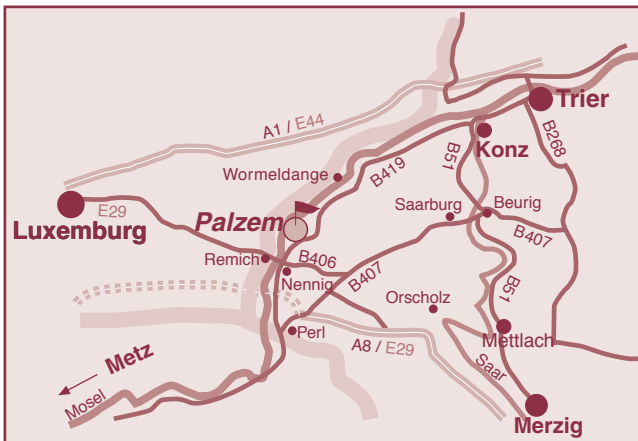 A1 / E44
Trier
Konz
B268
B51
B419
Wormeldange
Luxemburg
E29
Palzem
Saarburg
Beurig
B407
Remich
B406
Nennig
B407
B51
Orscholz
Perl
Mettlach
A8 / E29
Metz
Saar
Mosel
Merzig